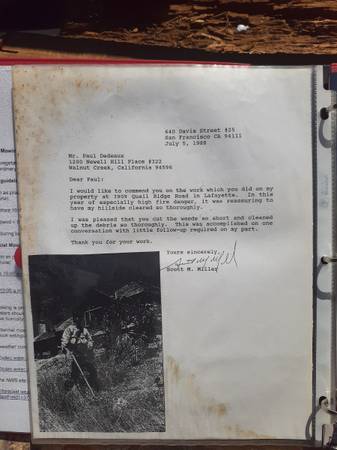 640 Davis Street #25
San Francisco CA 94111
July 5, 1988
Mr. Paul Dedeaux
1280 Newell Hill Place #322
Walnut Creek, California 94596
Dear Paul:
I would like to commend you on the work which you did on my
property at 1909 Quail Ridge Road in Lafayette. In this
year of especially high fire danger, it was reassuring to
have my hillside cleared so thoroughly.
I was pleased that you cut the weeds so short and cleaned
up the debris so thoroughly. This was accomplished on one
conversation with little follow-up required on my part.
Thank you for your work.
Yours sincerely,
Scott M. Miller